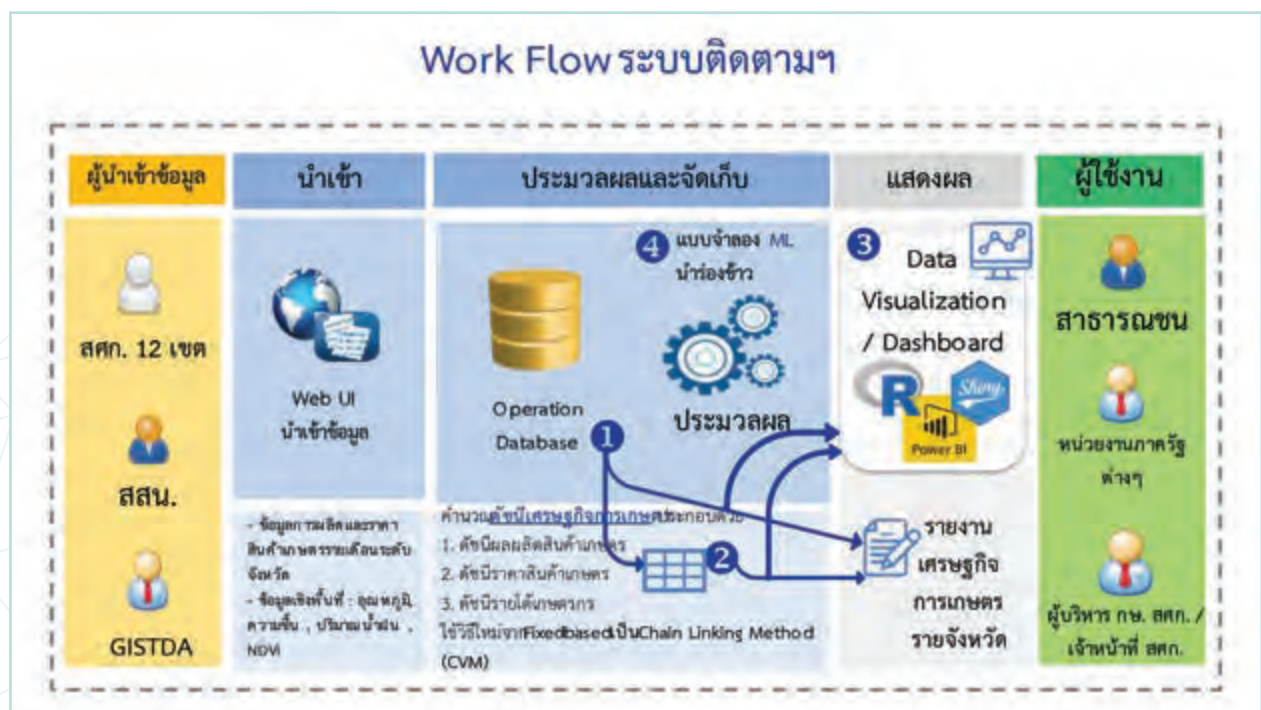 Work Flow ระบบติดตามฯ
ผู้นำเข้าข้อมูล
สศก. 12 เขต
สสน.
GISTDA
นำเข้า
Web UI
นำเข้าข้อมูล
- ข้อมูลการผลิตและราคา
สินค้าเกษตรรายเดือนระดับ
จังหวัด
- ข้อมูลเชิงพื้นที่ : อุณหภูมิ,
ความชื้น , ปริมาณน้ำฝน ,
NDVI
ประมวลผลและจัดเก็บ
4 แบบจำลอง ML
นำร่องข้าว
Operation
Database 1
ประมวลผล
คำนวณดัชนีเศรษฐกิจการเกษตรประกอบด้วย
1. ดัชนีผลผลิตสินค้าเกษตร
2. ดัชนีราคาสินค้าเกษตร
3. ดัชนีรายได้เกษตรกร
ใช้วิธีใหม่จากFixedbasedเป็นChain Linking Method
(CVM)
2
แสดงผล
3 Data
Visualization
/ Dashboard
R
Shiny
Power BI
รายงาน
เศรษฐกิจ
การเกษตร
รายจังหวัด
ผู้ใช้งาน
สาธารณชน
หน่วยงานภาครัฐ
ต่างๆ
ผู้บริหาร กษ. สศก. /
เจ้าหน้าที่ สศก.